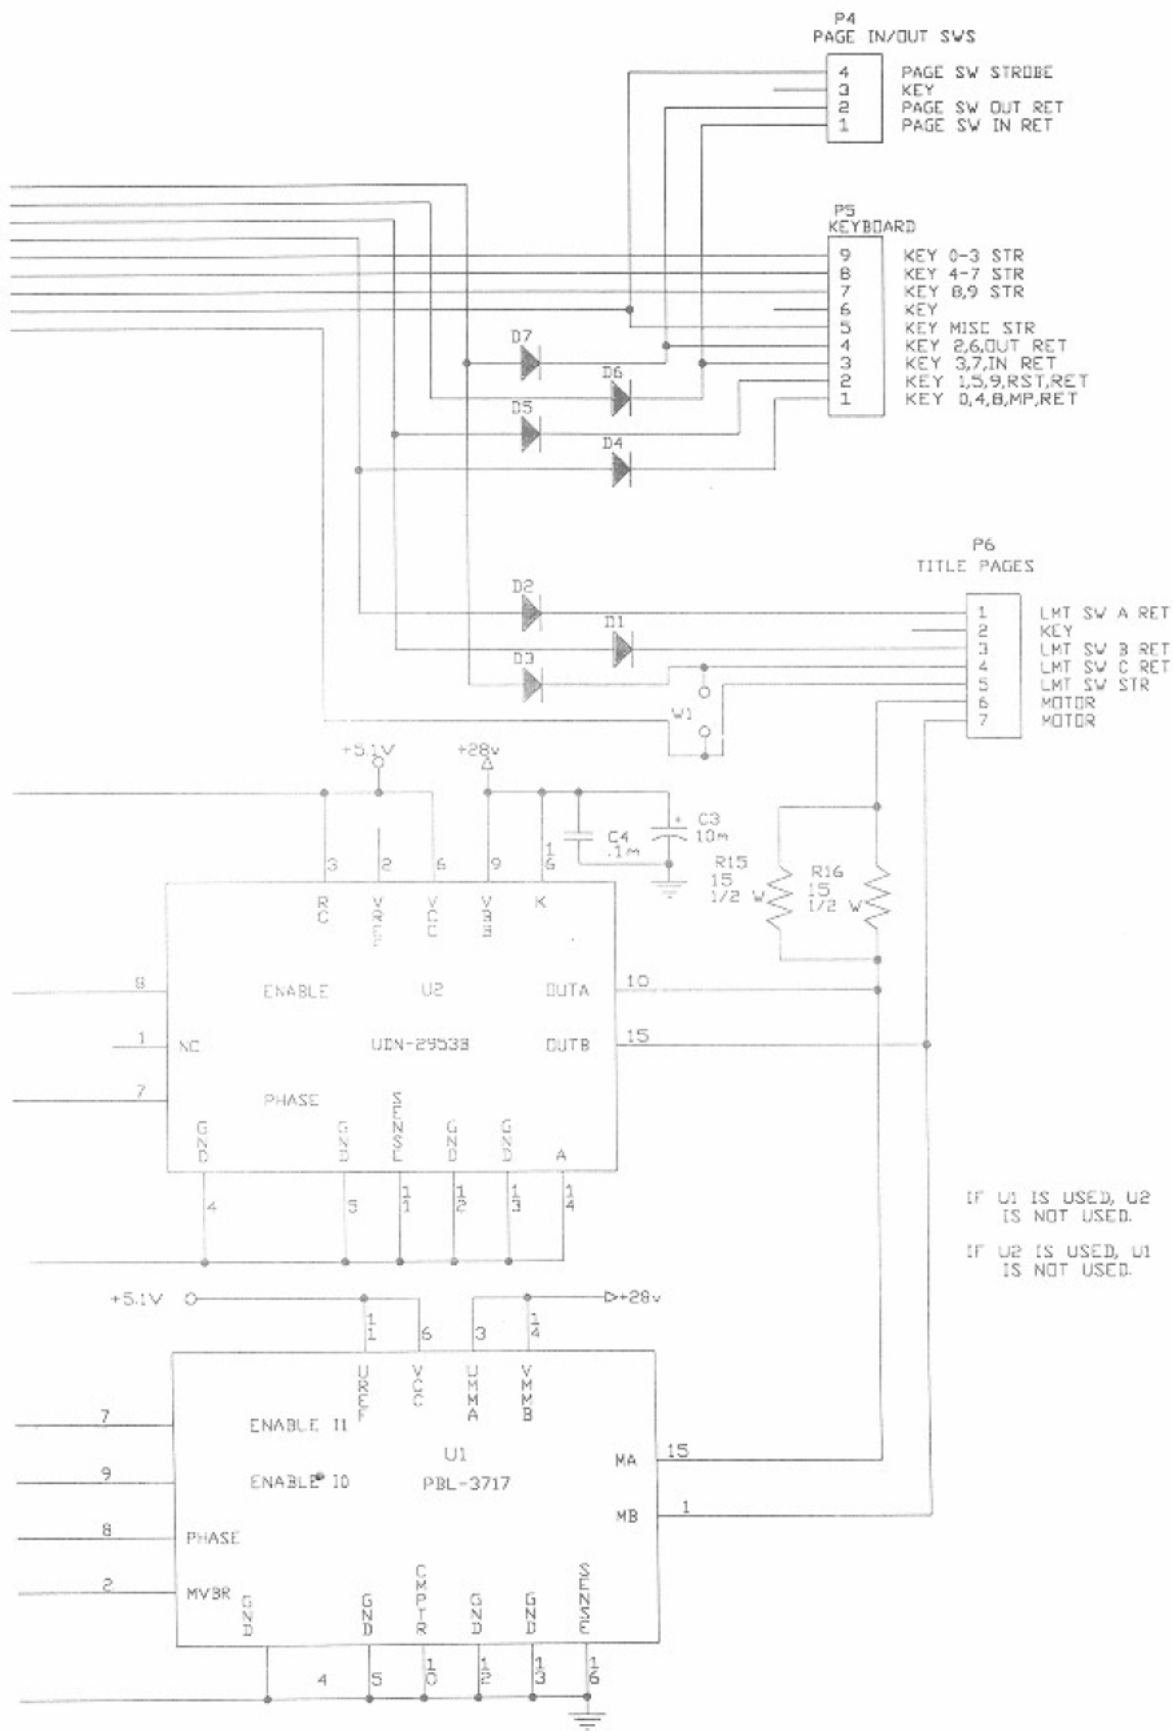 P4
PAGE IN/OUT SWS
4 PAGE SW STROBE
3 KEY
2 PAGE SW OUT RET
1 PAGE SW IN RET
P5
KEYBOARD
9 KEY 0-3 STR
8 KEY 4-7 STR
7 KEY 8,9 STR
6 KEY
5 KEY MISC STR
4 KEY 2,6,OUT RET
3 KEY 3,7,IN RET
2 KEY 1,5,9,RST,RET
1 KEY 0,4,8,MP,RET
D7
D6
D5
D4
P6
TITLE PAGES
1 LMT SW A RET
2 KEY
3 LMT SW B RET
4 LMT SW C RET
5 LMT SW STR
6 MOTOR
7 MOTOR
D2
D1
D3
W1
+5.1V
+28v
C4
.1m
+ C3
10m
R15
15
1/2 W
R16
15
1/2 W
3
2
6
9
16
RC
VREF
VCC
VBB
K
8
ENABLE
U2
OUTA
10
1
NC
UDN-2953B
OUTB
15
7
PHASE
GND
GND
SENSE
GND
GND
A
4
5
11
12
13
14
IF U1 IS USED, U2
IS NOT USED.
IF U2 IS USED, U1
IS NOT USED.
+5.1V
+28v
11
6
3
14
UREF
VCC
UMMA
VMMB
7
ENABLE I1
U1
MA
15
9
ENABLE I0
PBL-3717
MB
1
8
PHASE
2
MVBR
GND
GND
CMPTR
GND
GND
SENSE
4
5
10
12
13
16